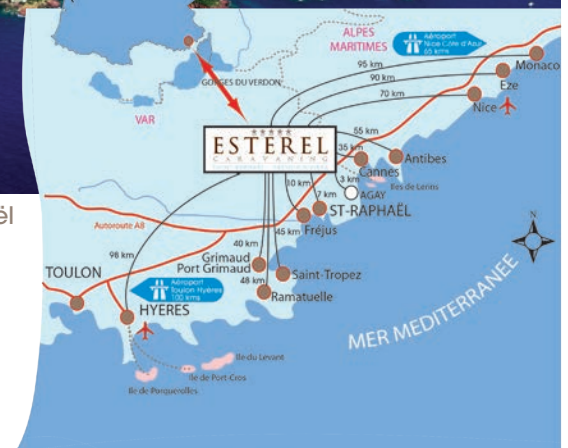 ALPES
MARITIMES
Aéroport
Nice Côte d'Azur
65 kms
Monaco
95 km
90 km
Eze
GORGES DU VERDON
70 km
Nice
VAR
55 km
ESTEREL
CARAVANING
35 km
Antibes
Cannes
Iles de Lerins
3 km
10 km
7 km
AGAY
ST-RAPHAËL
ël
Autoroute A8
45 km
Fréjus
N
98 km
40 km
Grimaud
Port Grimaud
TOULON
Saint-Tropez
Aéroport
Toulon Hyères
100 kms
48 km
Ramatuelle
HYERES
MER MEDITERRANEE
Ile du Levant
Ile de Port-Cros
Ile de Porquerolles